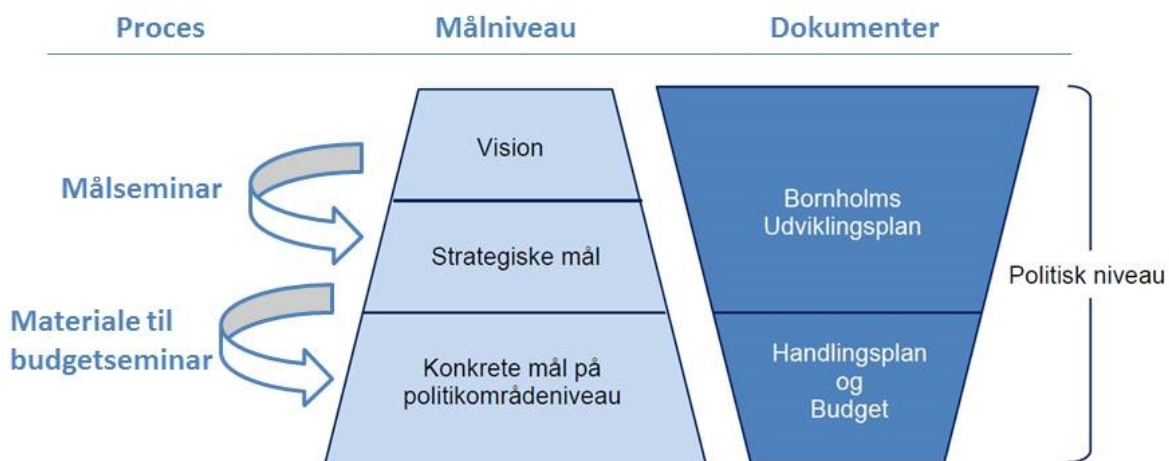 Proces
Målniveau
Dokumenter
Målseminar
Materiale til
budgetseminar
Vision
Strategiske mål
Konkrete mål på
politikområdeniveau
Bornholms
Udviklingsplan
Handlingsplan
og
Budget
Politisk niveau